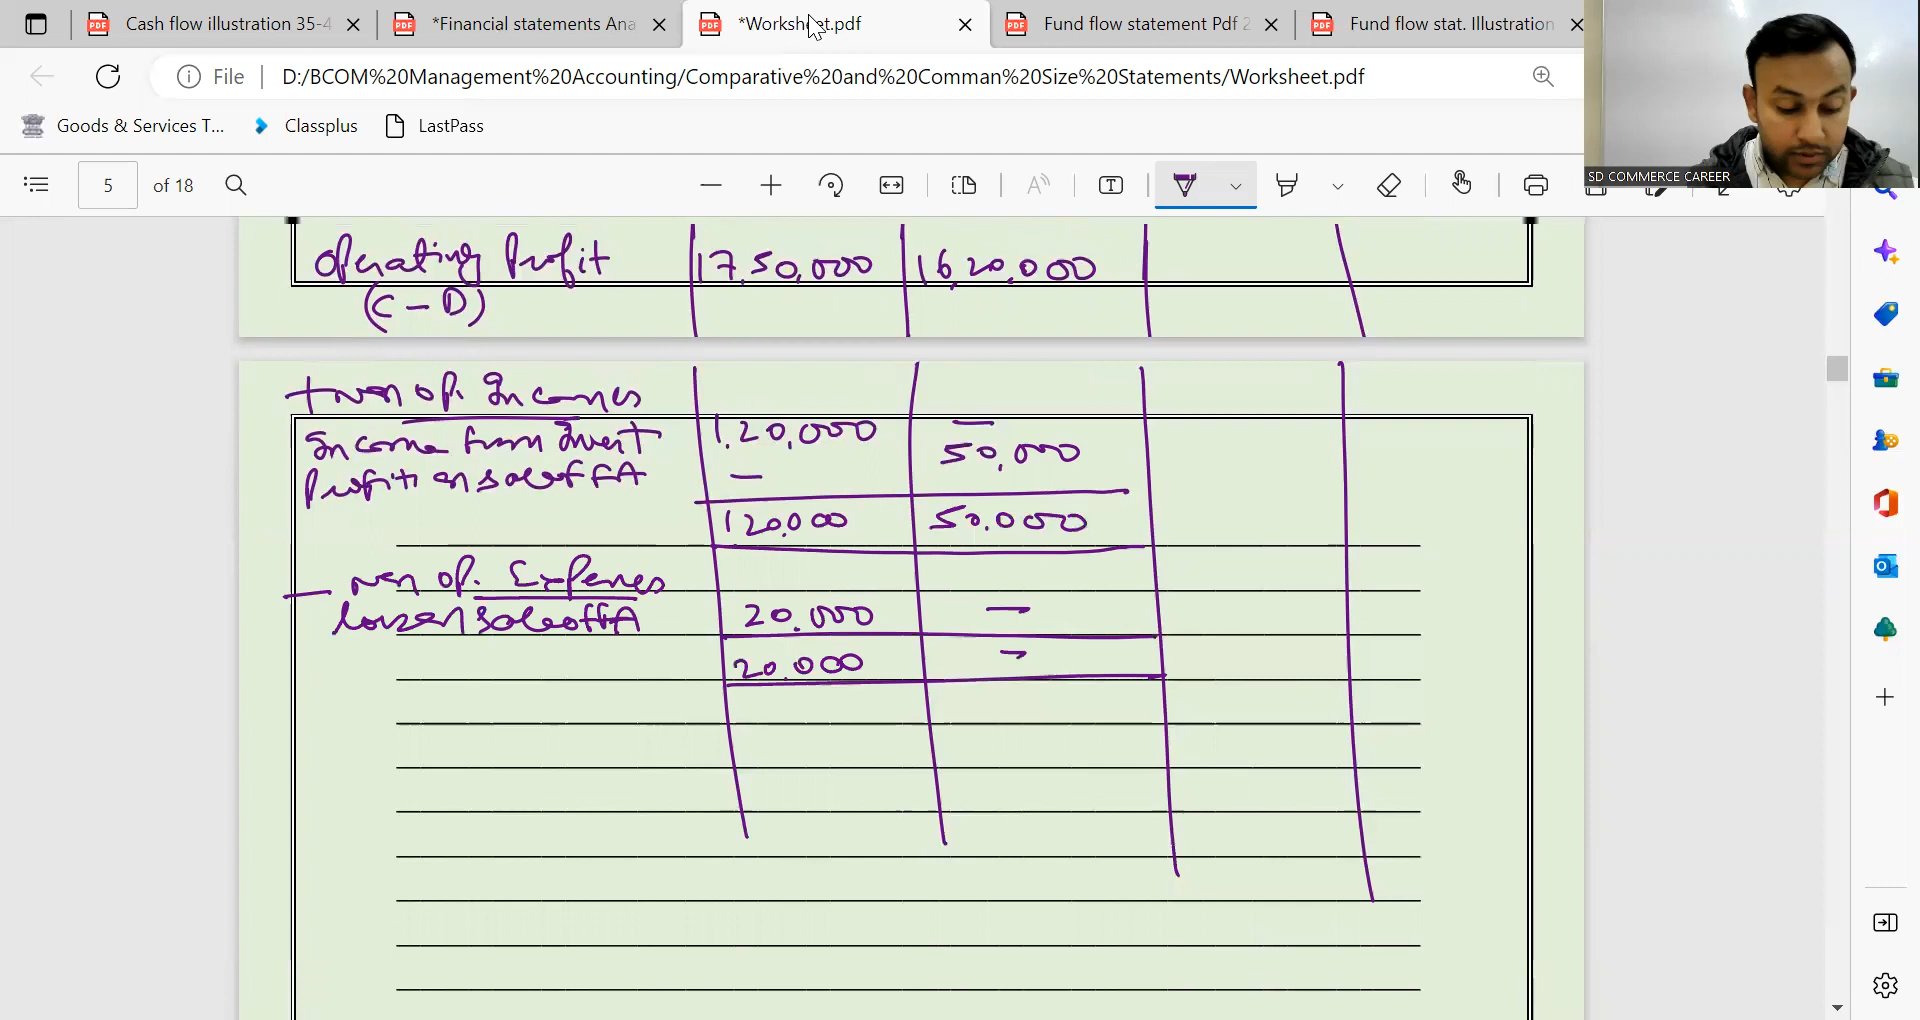 Cash flow illustration 35-4
*Financial statements Ana
*Worksheet.pdf
Fund flow statement Pdf 2
Fund flow stat. Illustration
File D:/BCOM%20Management%20Accounting/Comparative%20and%20Comman%20Size%20Statements/Worksheet.pdf
Goods & Services T... Classplus LastPass
5 of 18
SD COMMERCE CAREER
Operating Profit 17,50,000 16,20,000
(C - D)
+ Non op. Incomes
Income from Invert 1,20,000 —
Profit on sale of FA — 50,000
120,000 50,000
— Non op. Expenses
Loss on sale of FA 20,000 —
20,000 —